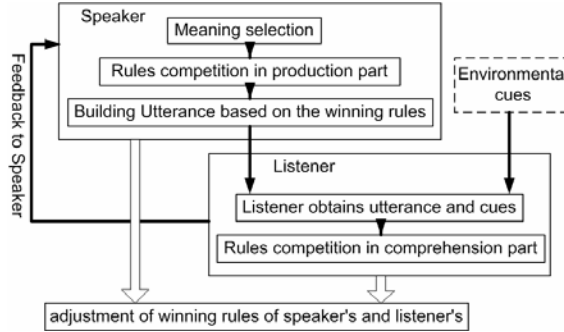 Speaker
Meaning selection
Rules competition in production part
Building Utterance based on the winning rules
Environmental
cues
Feedback to Speaker
Listener
Listener obtains utterance and cues
Rules competition in comprehension part
adjustment of winning rules of speaker's and listener's